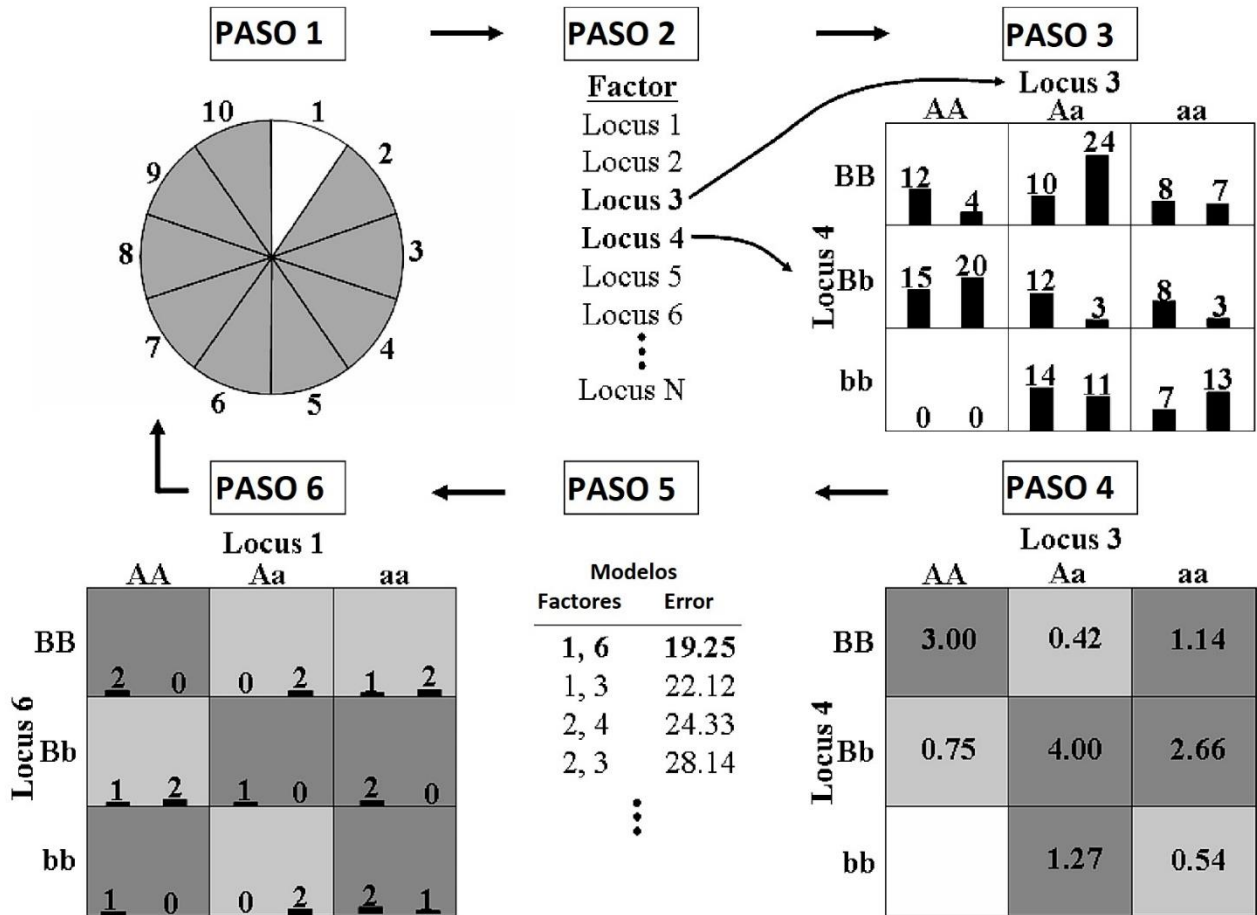 PASO 1
PASO 2
PASO 3
1
2
3
4
5
6
7
8
9
10
Factor
Locus 1
Locus 2
Locus 3
Locus 4
Locus 5
Locus 6
Locus N
Locus 3
AA Aa aa
Locus 4
BB 12 4 10 24 8 7
Bb 15 20 12 3 8 3
bb 0 0 14 11 7 13
PASO 6
PASO 5
PASO 4
Locus 1
AA Aa aa
Locus 6
BB 2 0 0 2 1 2
Bb 1 2 1 0 2 0
bb 1 0 0 2 2 1
Modelos
Factores Error
1, 6 19.25
1, 3 22.12
2, 4 24.33
2, 3 28.14
Locus 3
AA Aa aa
Locus 4
BB 3.00 0.42 1.14
Bb 0.75 4.00 2.66
bb 1.27 0.54